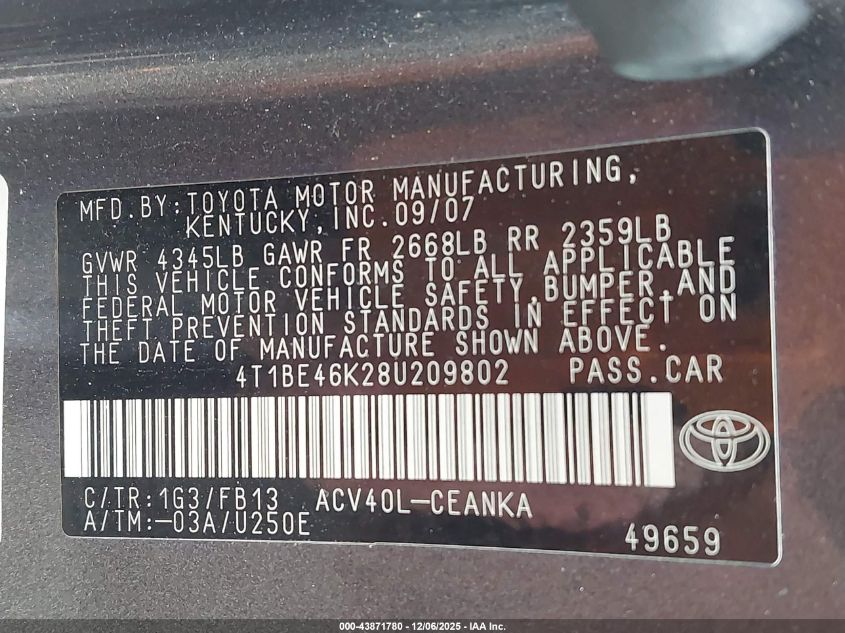 MFD.BY:TOYOTA MOTOR MANUFACTURING,
KENTUCKY,INC.09/07
GVWR 4345LB GAWR FR 2668LB RR 2359LB
THIS VEHICLE CONFORMS TO ALL APPLICABLE
FEDERAL MOTOR VEHICLE SAFETY,BUMPER,AND
THEFT PREVENTION STANDARDS IN EFFECT ON
THE DATE OF MANUFACTURE SHOWN ABOVE.
4T1BE46K28U209802 PASS.CAR
C/TR:1G3/FB13 ACV40L-CEANKA
A/TM:-03A/U250E
49659
000-43871780 - 12/06/2025 - IAA Inc.